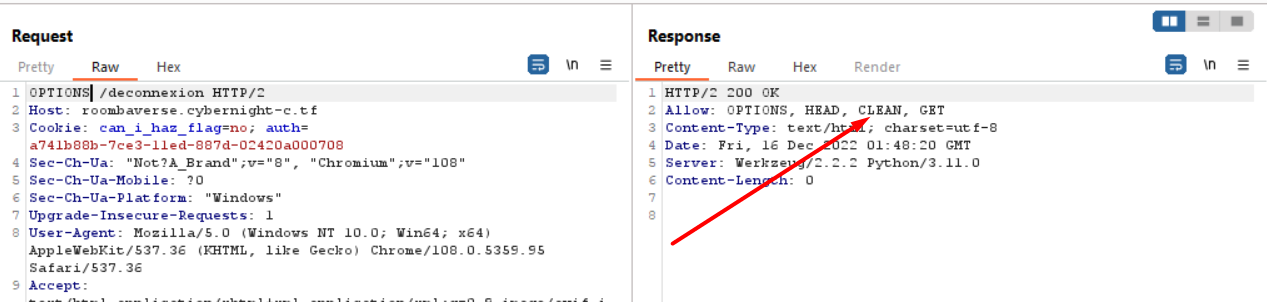 Request
Pretty Raw Hex \n
1 OPTIONS /deconnexion HTTP/2
2 Host: roombaverse.cybernight-c.tf
3 Cookie: can_i_haz_flag=no; auth=
a741b88b-7ce3-11ed-887d-02420a000708
4 Sec-Ch-Ua: "Not?A_Brand";v="8", "Chromium";v="108"
5 Sec-Ch-Ua-Mobile: ?0
6 Sec-Ch-Ua-Platform: "Windows"
7 Upgrade-Insecure-Requests: 1
8 User-Agent: Mozilla/5.0 (Windows NT 10.0; Win64; x64)
AppleWebKit/537.36 (KHTML, like Gecko) Chrome/108.0.5359.95
Safari/537.36
9 Accept:
Response
Pretty Raw Hex Render \n
1 HTTP/2 200 OK
2 Allow: OPTIONS, HEAD, CLEAN, GET
3 Content-Type: text/html; charset=utf-8
4 Date: Fri, 16 Dec 2022 01:48:20 GMT
5 Server: Werkzeug/2.2.2 Python/3.11.0
6 Content-Length: 0
7
8